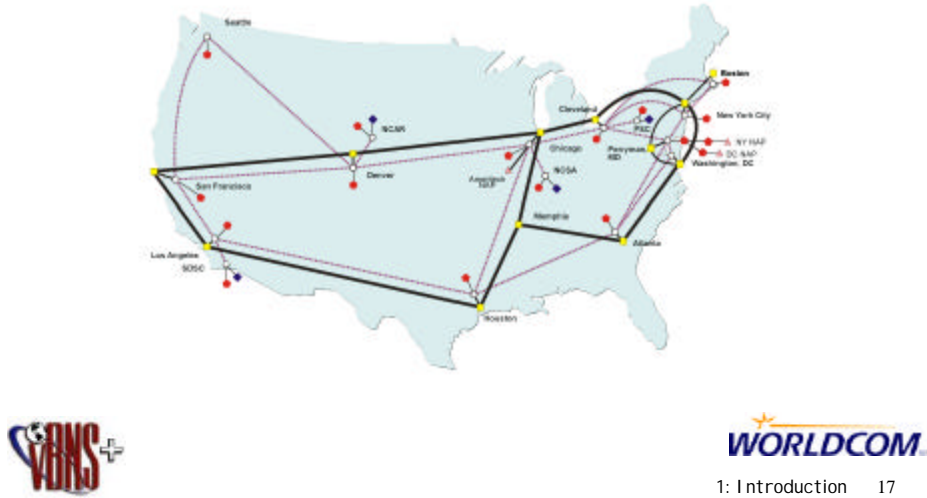 Seattle
Boston
Cleveland
New York City
NCAR
PSC
NY NAP
Chicago
Perryman, MD
DC NAP
Denver
NCSA
Washington, DC
Ameritech NAP
San Francisco
Memphis
Atlanta
Los Angeles
SDSC
Houston
VBNS+
WORLDCOM
1: Introduction 17